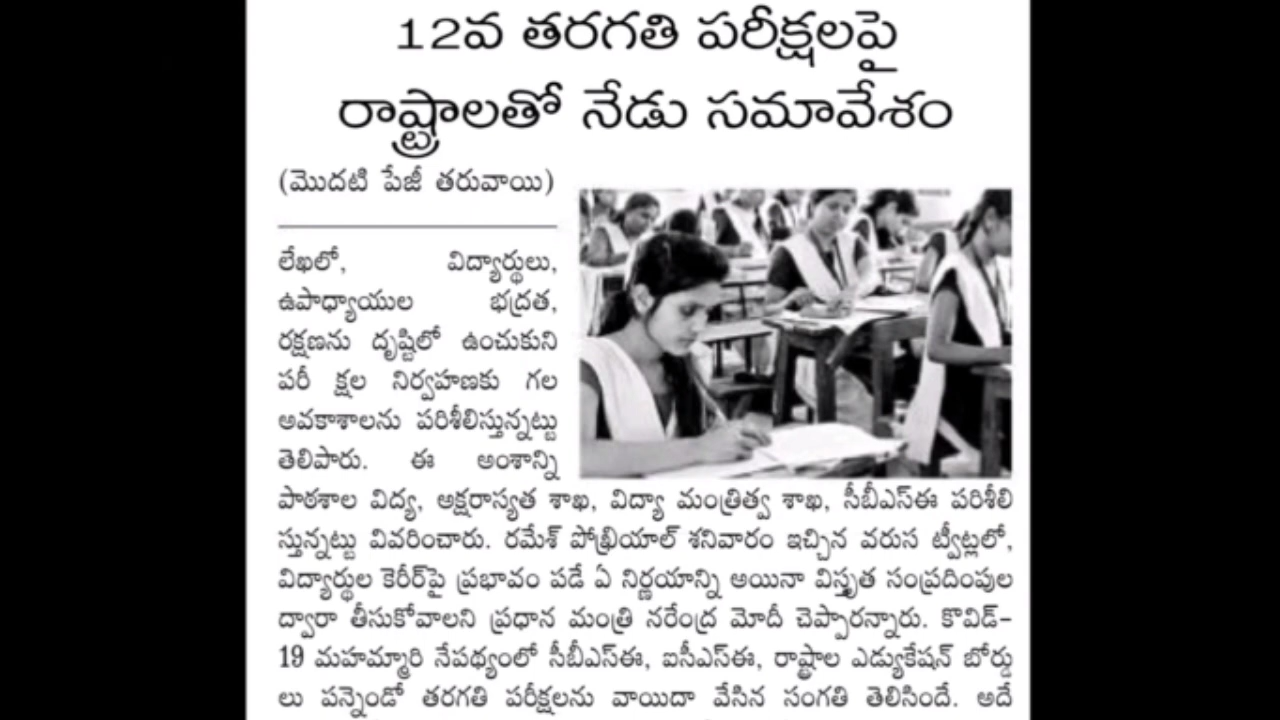 12వ తరగతి పరీక్షలపై
రాష్ట్రాలతో నేడు సమావేశం
(మొదటి పేజీ తరువాయి)
లేఖలో, విద్యార్థులు,
ఉపాధ్యాయుల భద్రత,
రక్షణను దృష్టిలో ఉంచుకుని
పరీ క్షల నిర్వహణకు గల
అవకాశాలను పరిశీలిస్తున్నట్టు
తెలిపారు. ఈ అంశాన్ని
పాఠశాల విద్య, అక్షరాస్యత శాఖ, విద్యా మంత్రిత్వ శాఖ, సీబీఎస్ఈ పరిశీలి
స్తున్నట్టు వివరించారు. రమేశ్ పోఖ్రియాల్ శనివారం ఇచ్చిన వరుస ట్వీట్లలో,
విద్యార్థుల కెరీర్‌పై ప్రభావం పడే ఏ నిర్ణయాన్ని అయినా విస్తృత సంప్రదింపుల
ద్వారా తీసుకోవాలని ప్రధాన మంత్రి నరేంద్ర మోదీ చెప్పారన్నారు. కొవిడ్–
19 మహమ్మారి నేపథ్యంలో సీబీఎస్ఈ, ఐసీఎస్ఈ, రాష్ట్రాల ఎడ్యుకేషన్ బోర్డు
లు పన్నెండో తరగతి పరీక్షలను వాయిదా వేసిన సంగతి తెలిసిందే. అదే